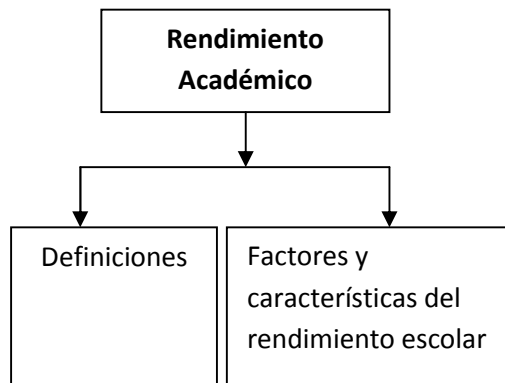 Rendimiento
Académico
Definiciones
Factores y
características del
rendimiento escolar